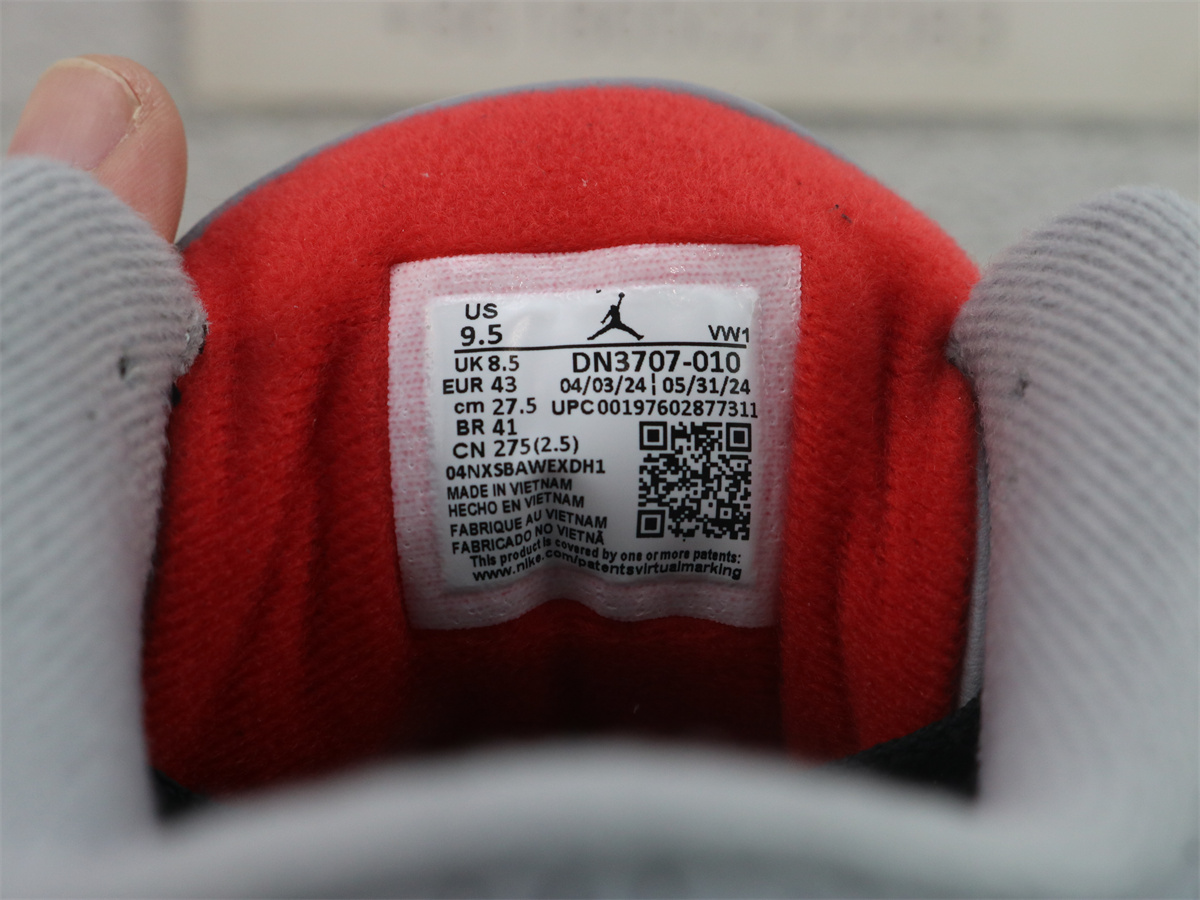 US
9.5
VW1
UK 8.5
DN3707-010
EUR 43
04/03/24 ¦ 05/31/24
cm 27.5
UPC 00197602877311
BR 41
CN 275(2.5)
04NXSBAWEXDH1
MADE IN VIETNAM
HECHO EN VIETNAM
FABRIQUE AU VIETNAM
FABRICADO NO VIETNÃ
This product is covered by one or more patents:
www.nike.com/patentsvirtualmarking